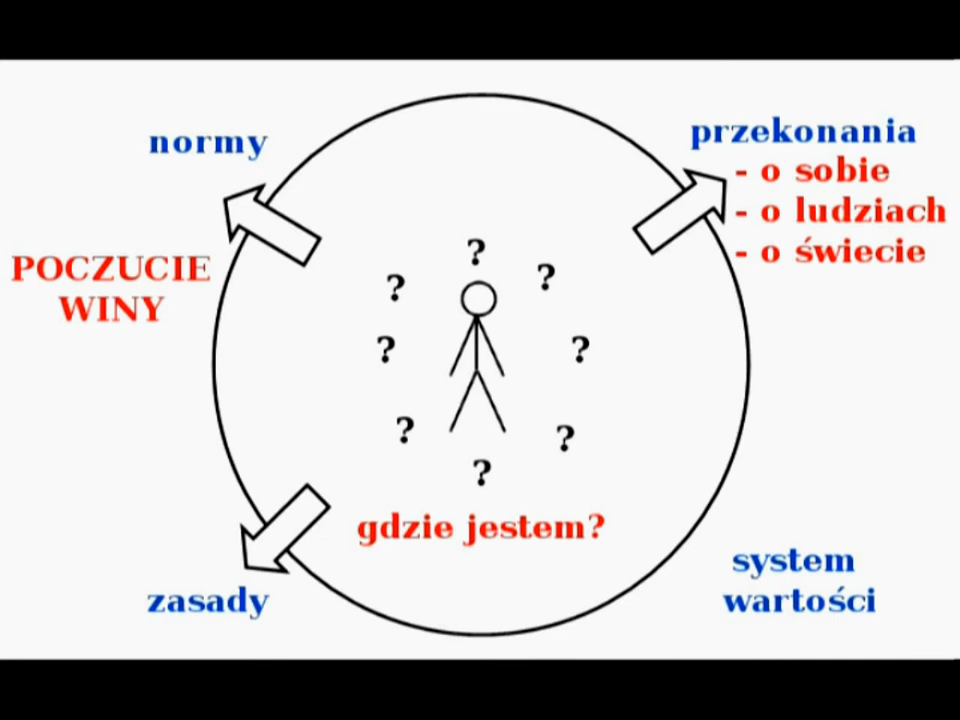 normy
przekonania
- o sobie
- o ludziach
- o świecie
POCZUCIE
WINY
?
?
?
?
?
?
?
?
gdzie jestem?
system
wartości
zasady